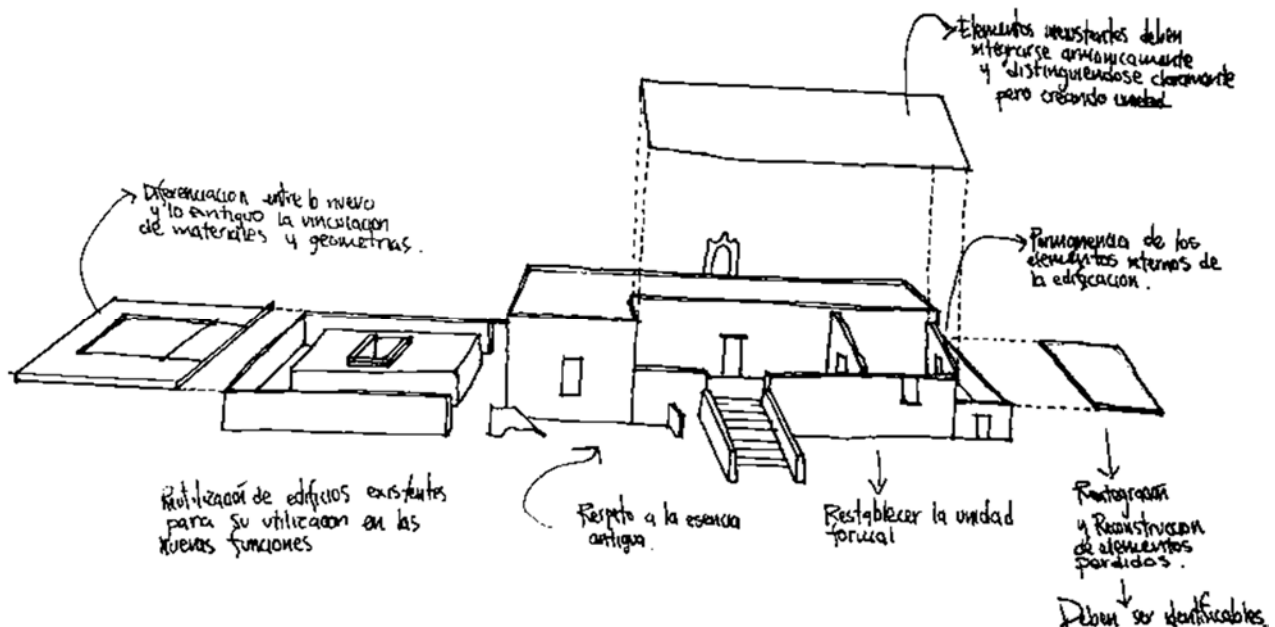 Elementos inexistentes deben
integrarse armonicamente
y distinguiendose claramente
pero creando unidad
Diferenciacion entre lo nuevo
y lo antiguo la vinculacion
de materiales y geometrias.
Permanencia de los
elementos internos de
la edificacion.
Reutilización de edificios existentes
para su utilizacion en las
nuevas funciones
Respeto a la esencia
antigua.
Restablecer la unidad
formal
Reintegracion
y Reconstruccion
de elementos
perdidos.
Deben ser identificables.